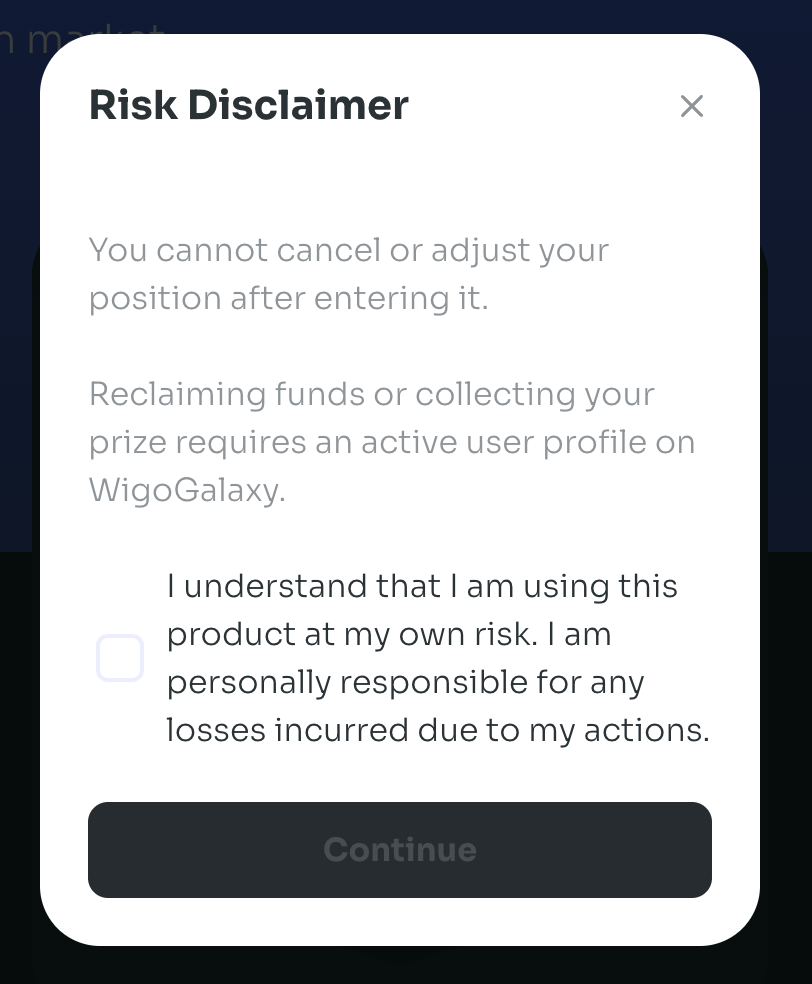 n market
Risk Disclaimer
You cannot cancel or adjust your
position after entering it.
Reclaiming funds or collecting your
prize requires an active user profile on
WigoGalaxy.
I understand that I am using this
product at my own risk. I am
personally responsible for any
losses incurred due to my actions.
Continue